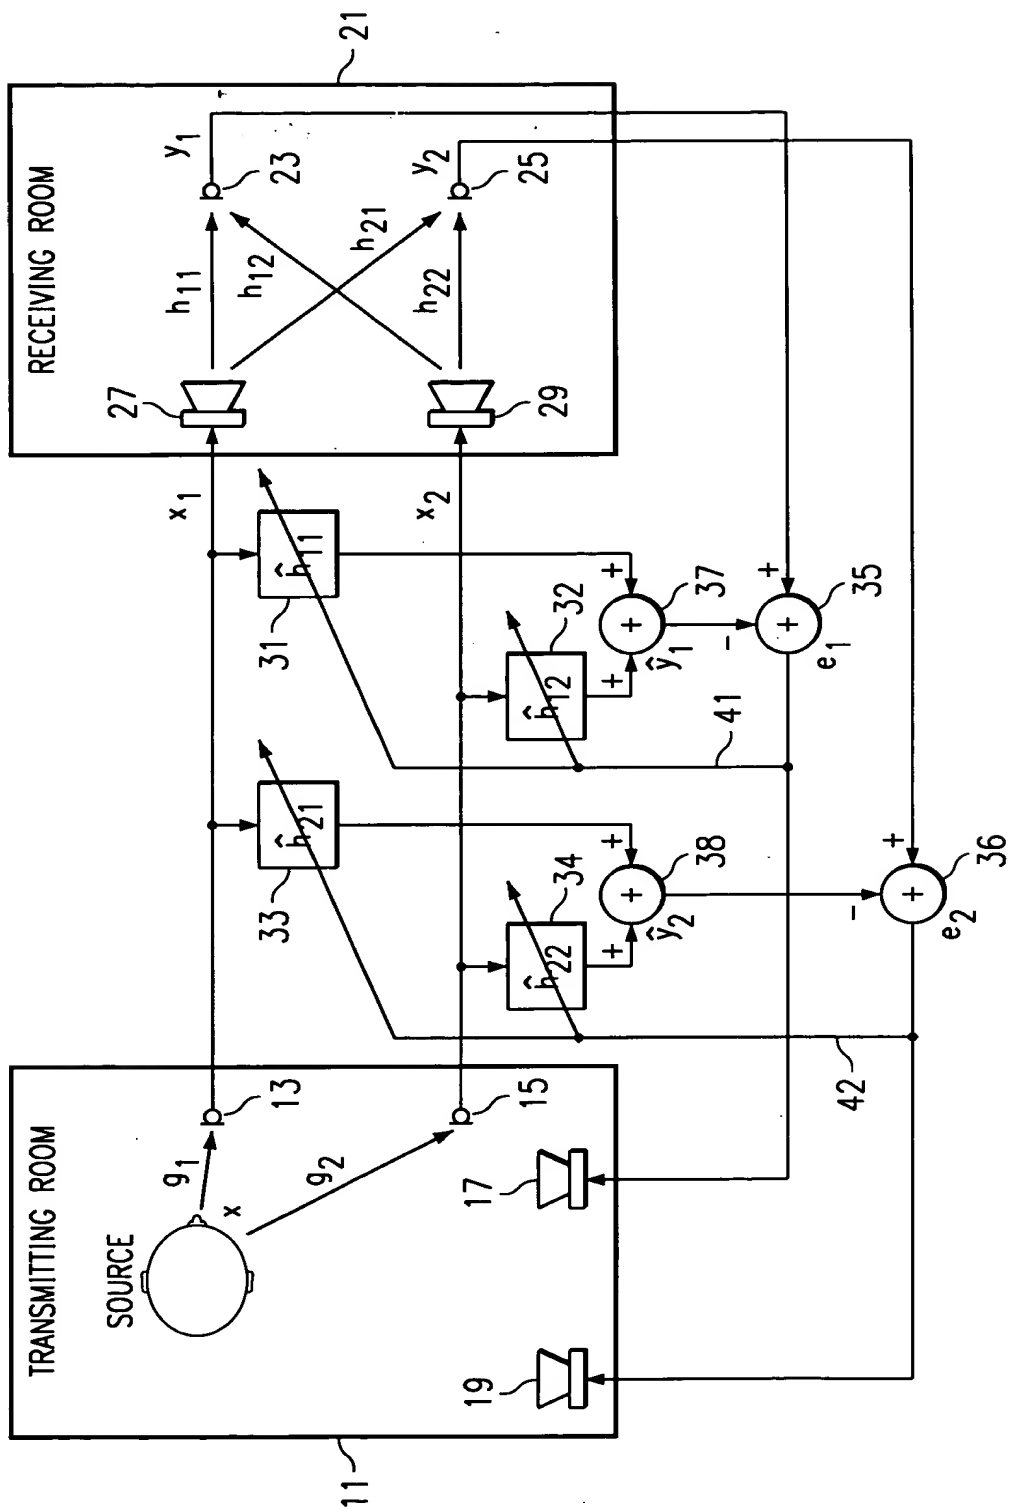 TRANSMITTING ROOM
SOURCE
x
g1
g2
13
15
17
19
11
RECEIVING ROOM
21
27
29
h11
h12
h21
h22
y1
y2
23
25
x1
x2
ĥ11
31
ĥ12
32
ĥ21
33
ĥ22
34
+
+
+
37
ŷ1
-
+
+
35
e1
41
+
+
+
38
ŷ2
-
+
+
36
e2
42